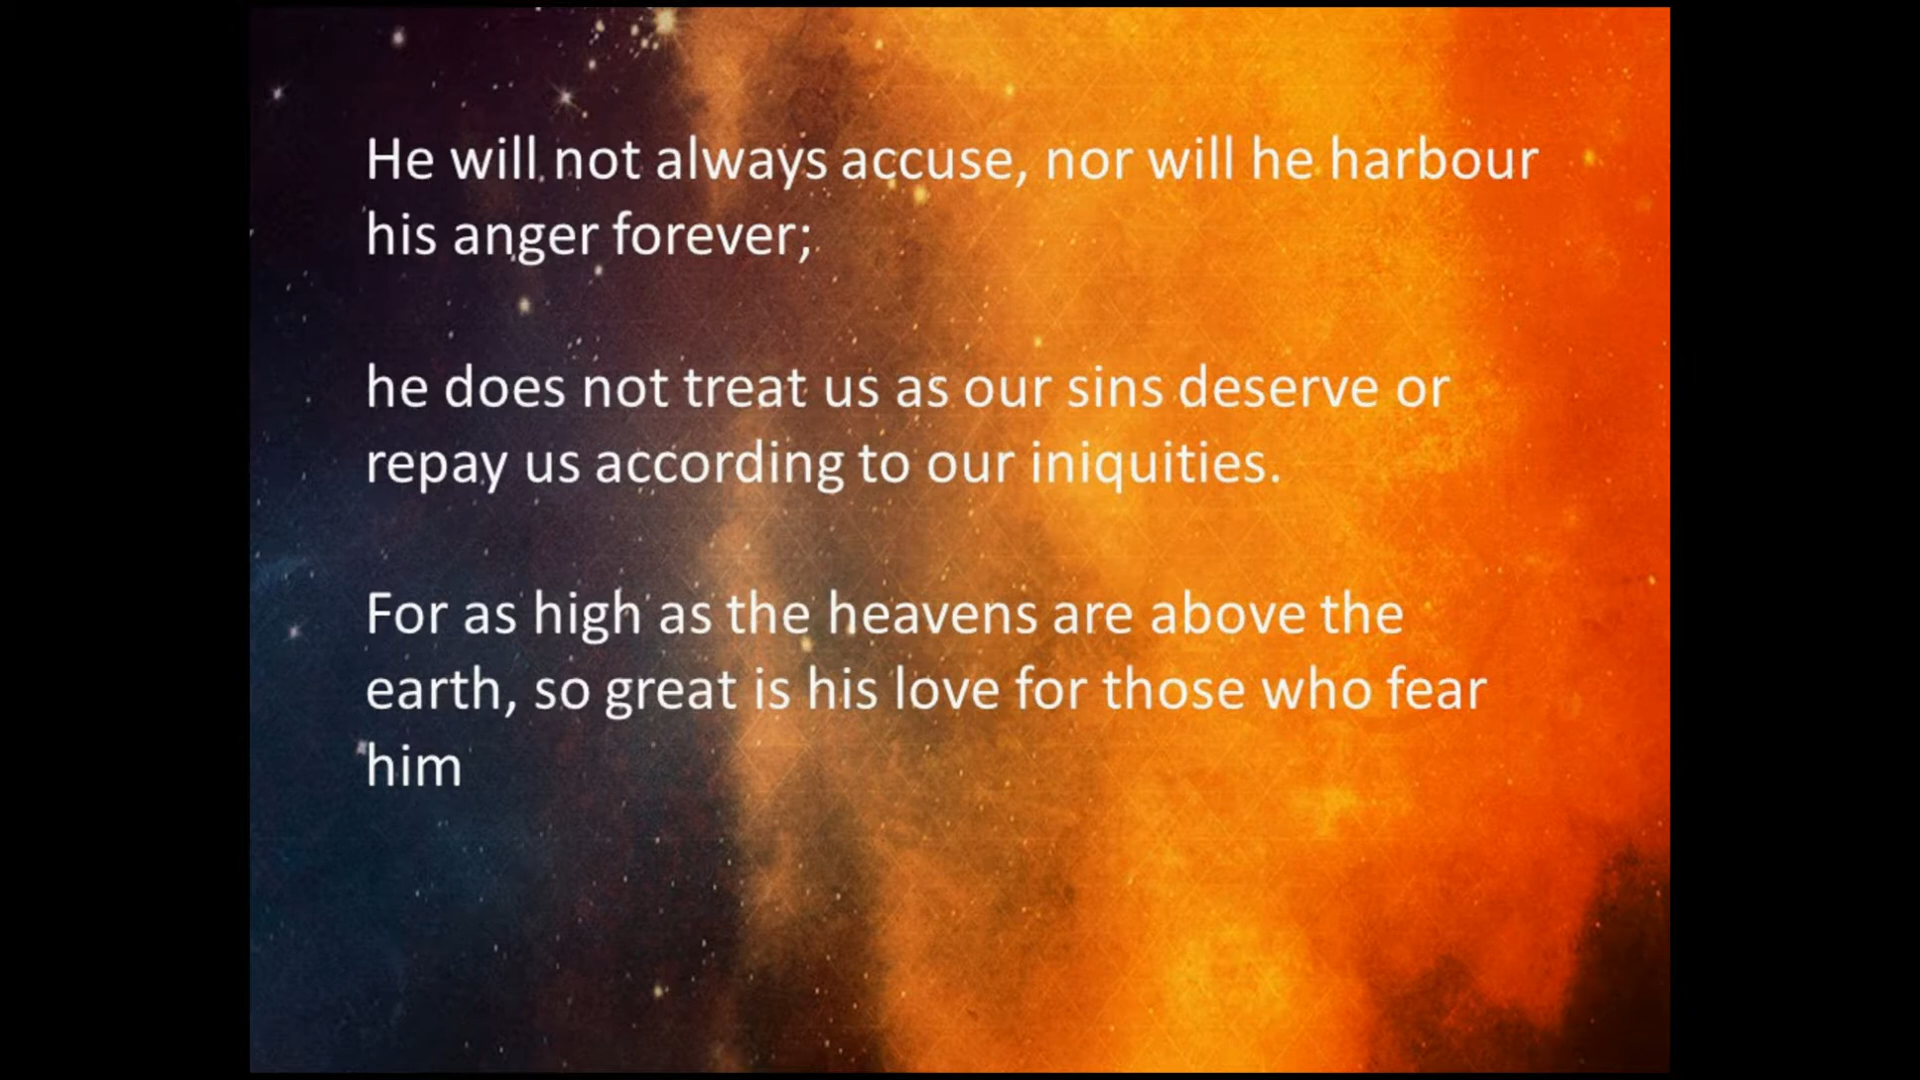 He will not always accuse, nor will he harbour
his anger forever;
he does not treat us as our sins deserve or
repay us according to our iniquities.
For as high as the heavens are above the
earth, so great is his love for those who fear
him